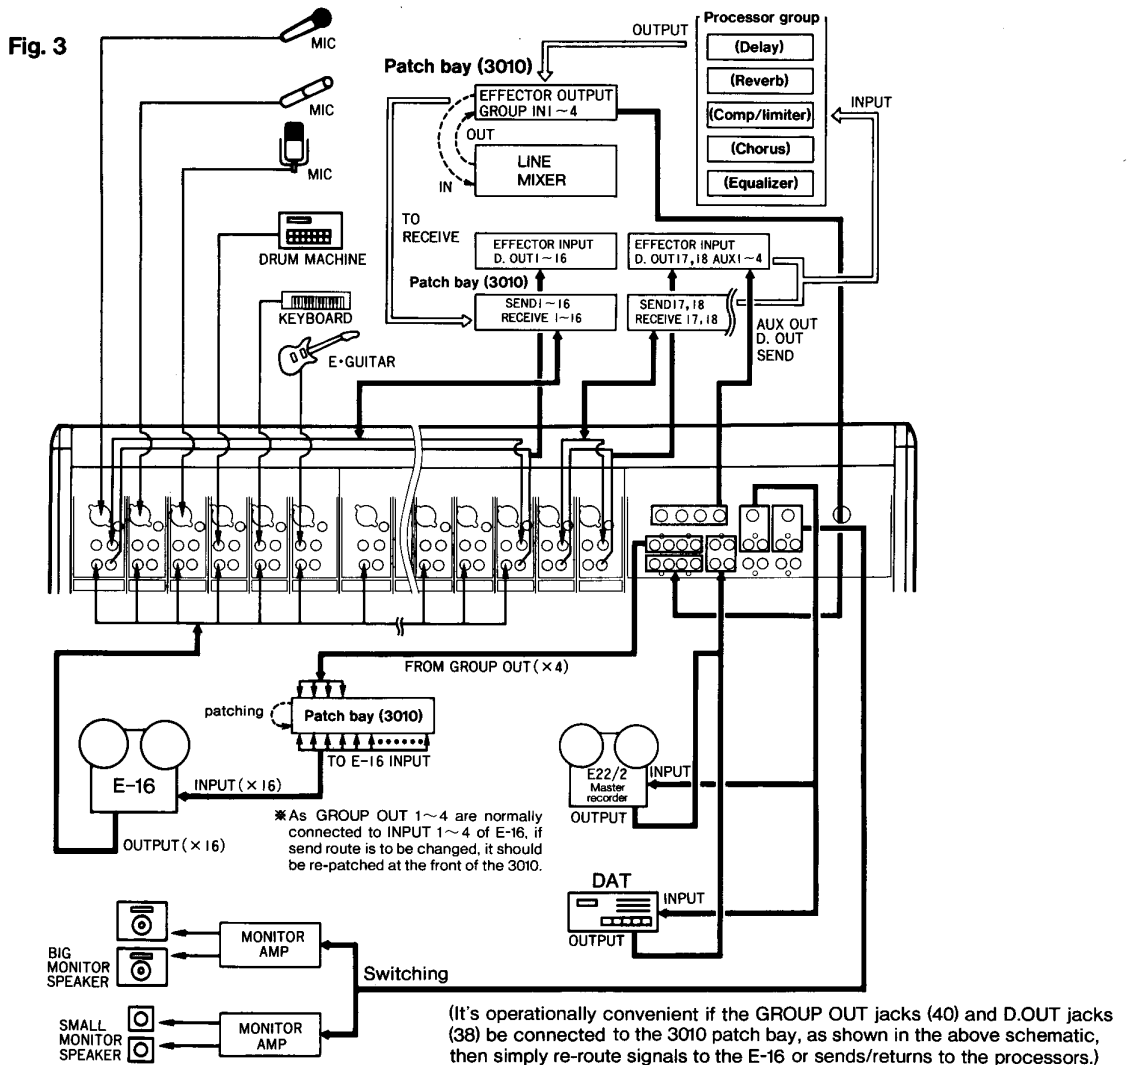 Fig. 3
MIC
MIC
MIC
DRUM MACHINE
KEYBOARD
E•GUITAR
OUTPUT
Patch bay (3010)
EFFECTOR OUTPUT
GROUP IN1~4
OUT
IN
LINE
MIXER
Processor group
(Delay)
(Reverb)
(Comp/limiter)
(Chorus)
(Equalizer)
INPUT
TO
RECEIVE
EFFECTOR INPUT
D. OUT1~16
EFFECTOR INPUT
D. OUT17, 18 AUX1~4
Patch bay (3010)
SEND1~16
RECEIVE 1~16
SEND17, 18
RECEIVE 17, 18
AUX OUT
D. OUT
SEND
FROM GROUP OUT (×4)
patching
Patch bay (3010)
TO E-16 INPUT
E-16
INPUT (×16)
OUTPUT (×16)
※As GROUP OUT 1~4 are normally
connected to INPUT 1~4 of E-16, if
send route is to be changed, it should
be re-patched at the front of the 3010.
E22/2
Master
recorder
INPUT
OUTPUT
DAT
INPUT
OUTPUT
BIG
MONITOR
SPEAKER
MONITOR
AMP
Switching
SMALL
MONITOR
SPEAKER
MONITOR
AMP
(It's operationally convenient if the GROUP OUT jacks (40) and D.OUT jacks
(38) be connected to the 3010 patch bay, as shown in the above schematic,
then simply re-route signals to the E-16 or sends/returns to the processors.)